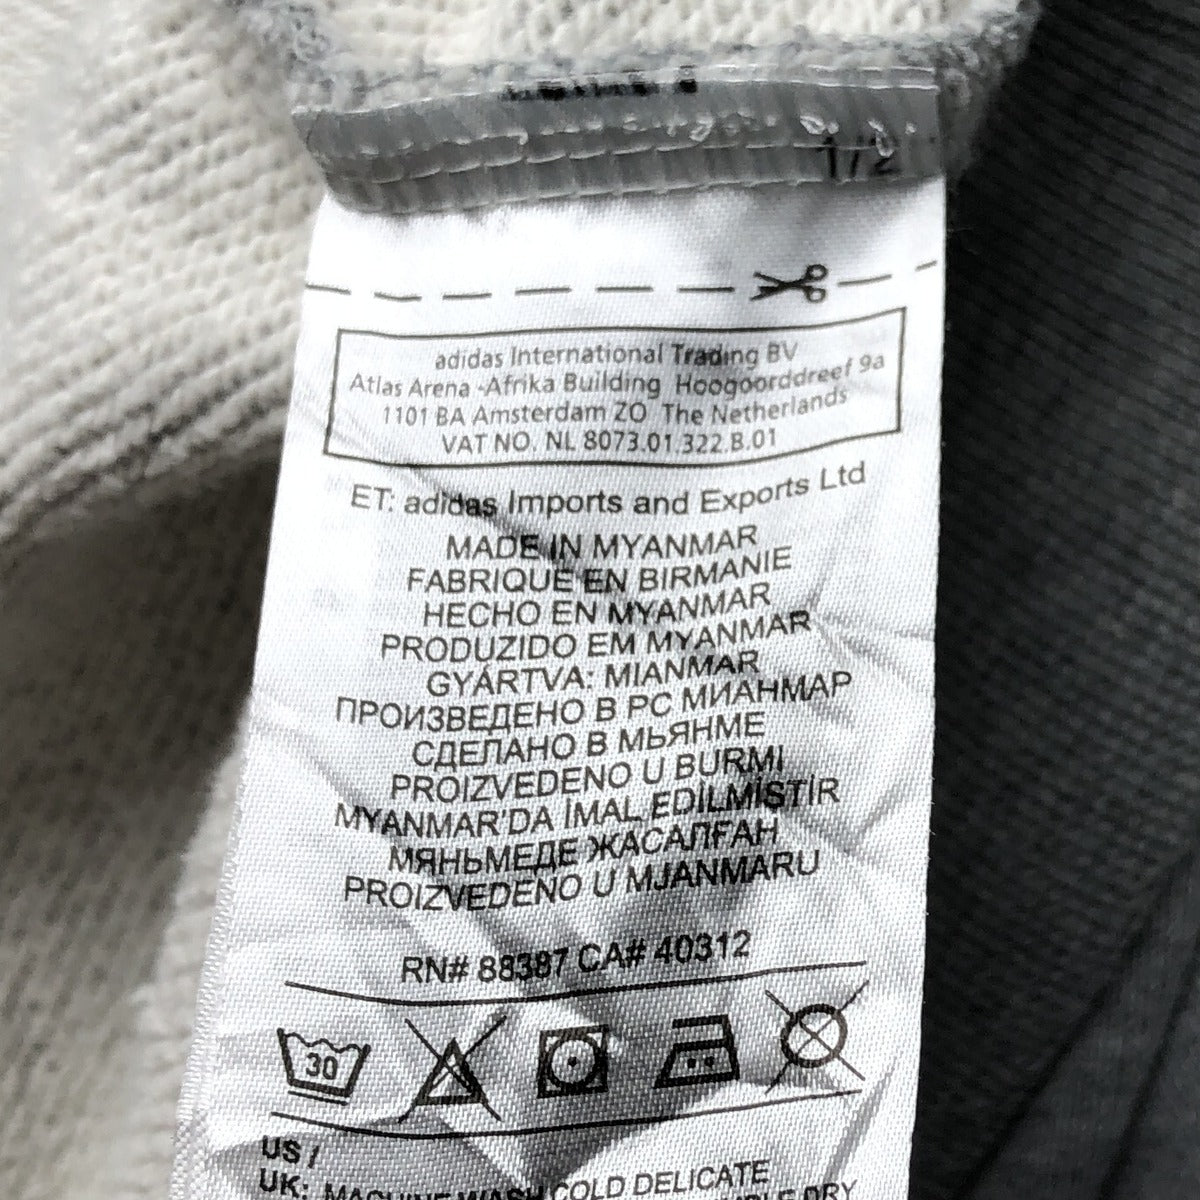 1/2
adidas International Trading BV
Atlas Arena -Afrika Building Hoogoorddreef 9a
1101 BA Amsterdam ZO The Netherlands
VAT NO. NL 8073.01.322.B.01
ET: adidas Imports and Exports Ltd
MADE IN MYANMAR
FABRIQUE EN BIRMANIE
HECHO EN MYANMAR
PRODUZIDO EM MYANMAR
GYÁRTVA: MIANMAR
ПРОИЗВЕДЕНО В РС МИАНМАР
СДЕЛАНО В МЬЯНМЕ
PROIZVEDENO U BURMI
MYANMAR'DA İMAL EDİLMİSTİR
МЯНЬМЕДЕ ЖАСАЛҒАН
PROIZVEDENO U MJANMARU
RN# 88387 CA# 40312
30
US /
UK: MACHINE WASH COLD DELICATE
DRY